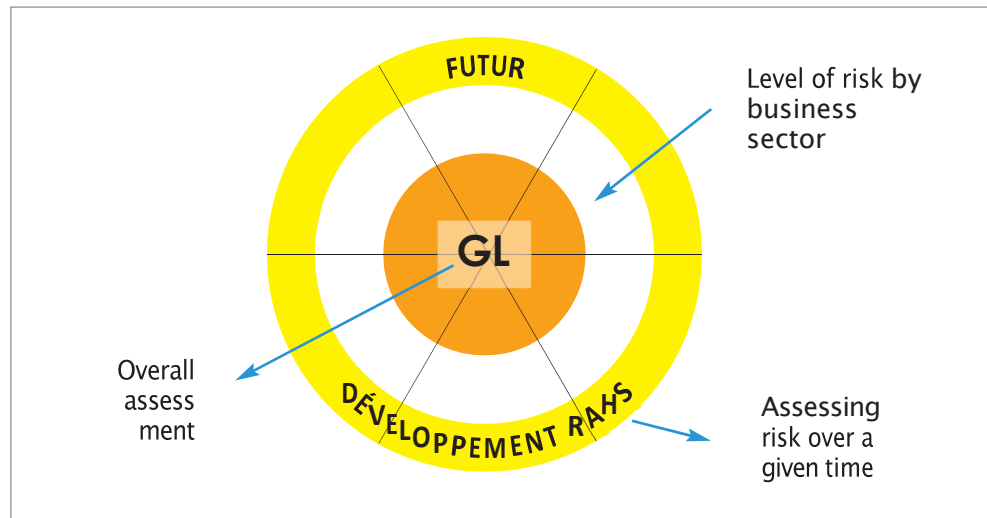 FUTUR
Level of risk by
business
sector
GL
Overall
assess
ment
DÉVELOPPEMENT RAHS
Assessing
risk over a
given time